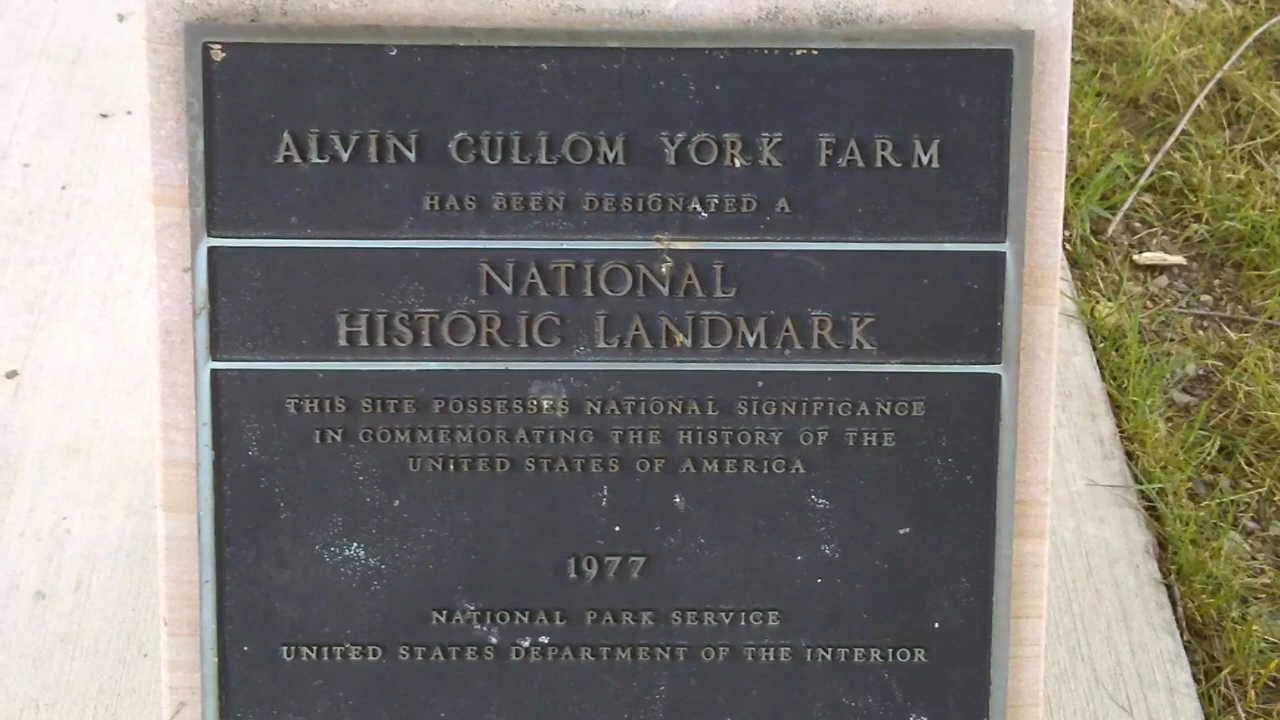 ALVIN CULLOM YORK FARM
HAS BEEN DESIGNATED A
NATIONAL
HISTORIC LANDMARK
THIS SITE POSSESSES NATIONAL SIGNIFICANCE
IN COMMEMORATING THE HISTORY OF THE
UNITED STATES OF AMERICA
1977
NATIONAL PARK SERVICE
UNITED STATES DEPARTMENT OF THE INTERIOR